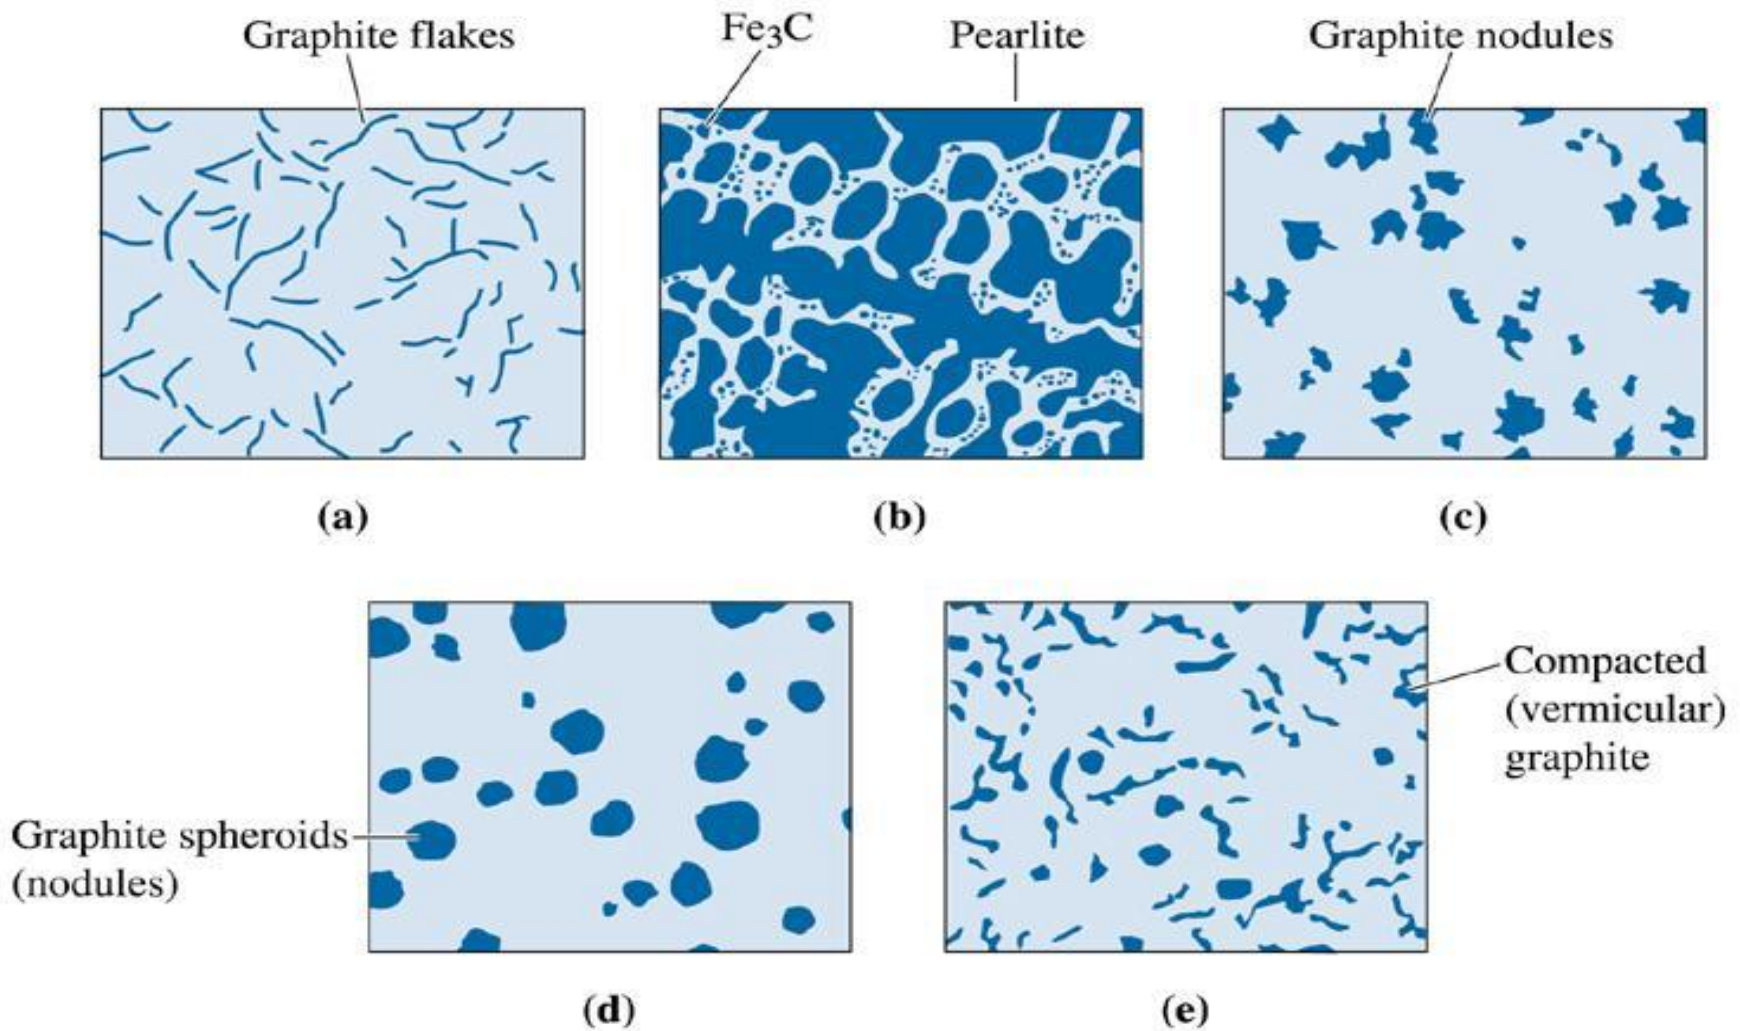 Graphite flakes
Fe₃C
Pearlite
Graphite nodules
(a)
(b)
(c)
Graphite spheroids
(nodules)
Compacted
(vermicular)
graphite
(d)
(e)